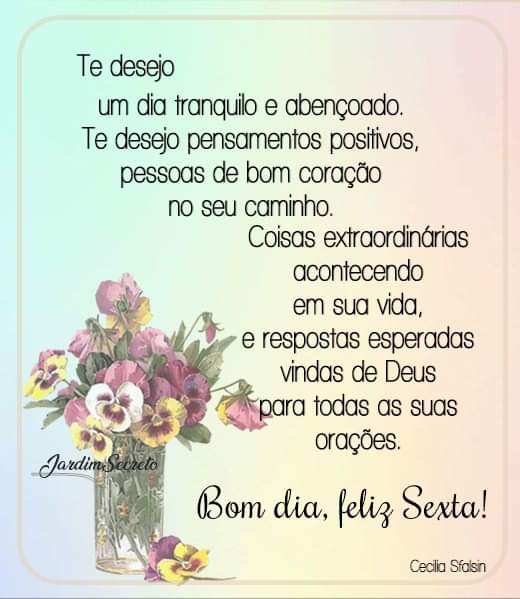 Te desejo
um dia tranquilo e abençoado.
Te desejo pensamentos positivos,
pessoas de bom coração
no seu caminho.
Coisas extraordinárias
acontecendo
em sua vida,
e respostas esperadas
vindas de Deus
para todas as suas
orações.
JardimSecreto
Bom dia, feliz Sexta!
Cecilia Sfalsin